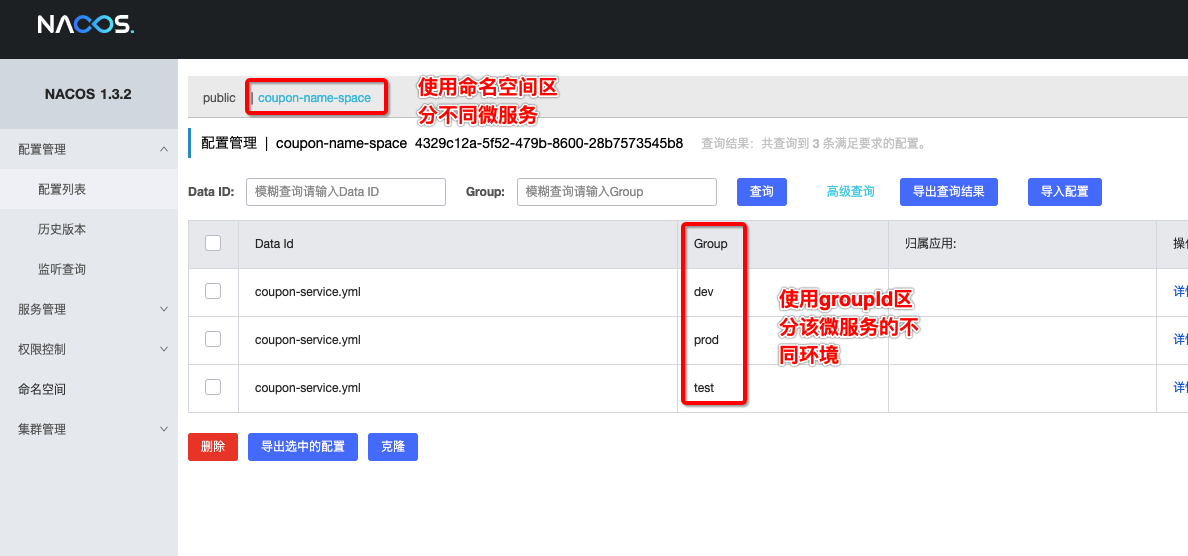 NACOS.
NACOS 1.3.2
配置管理
配置列表
历史版本
监听查询
服务管理
权限控制
命名空间
集群管理
public | coupon-name-space
使用命名空间区
分不同微服务
配置管理 | coupon-name-space 4329c12a-5f52-479b-8600-28b7573545b8 查询结果：共查询到 3 条满足要求的配置。
Data ID: 模糊查询请输入Data ID Group: 模糊查询请输入Group 查询 高级查询 导出查询结果 导入配置
Data Id Group 归属应用: 操
coupon-service.yml dev 详
coupon-service.yml prod 详
coupon-service.yml test 详
使用groupId区
分该微服务的不
同环境
删除 导出选中的配置 克隆